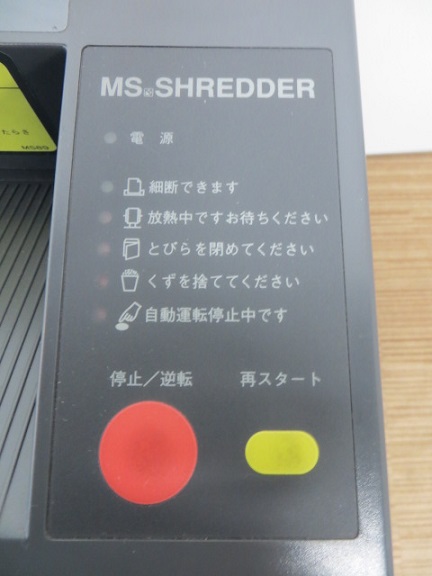 MS SHREDDER
電源
細断できます
放熱中ですお待ちください
とびらを閉めてください
くずを捨ててください
自動運転停止中です
停止/逆転
再スタート